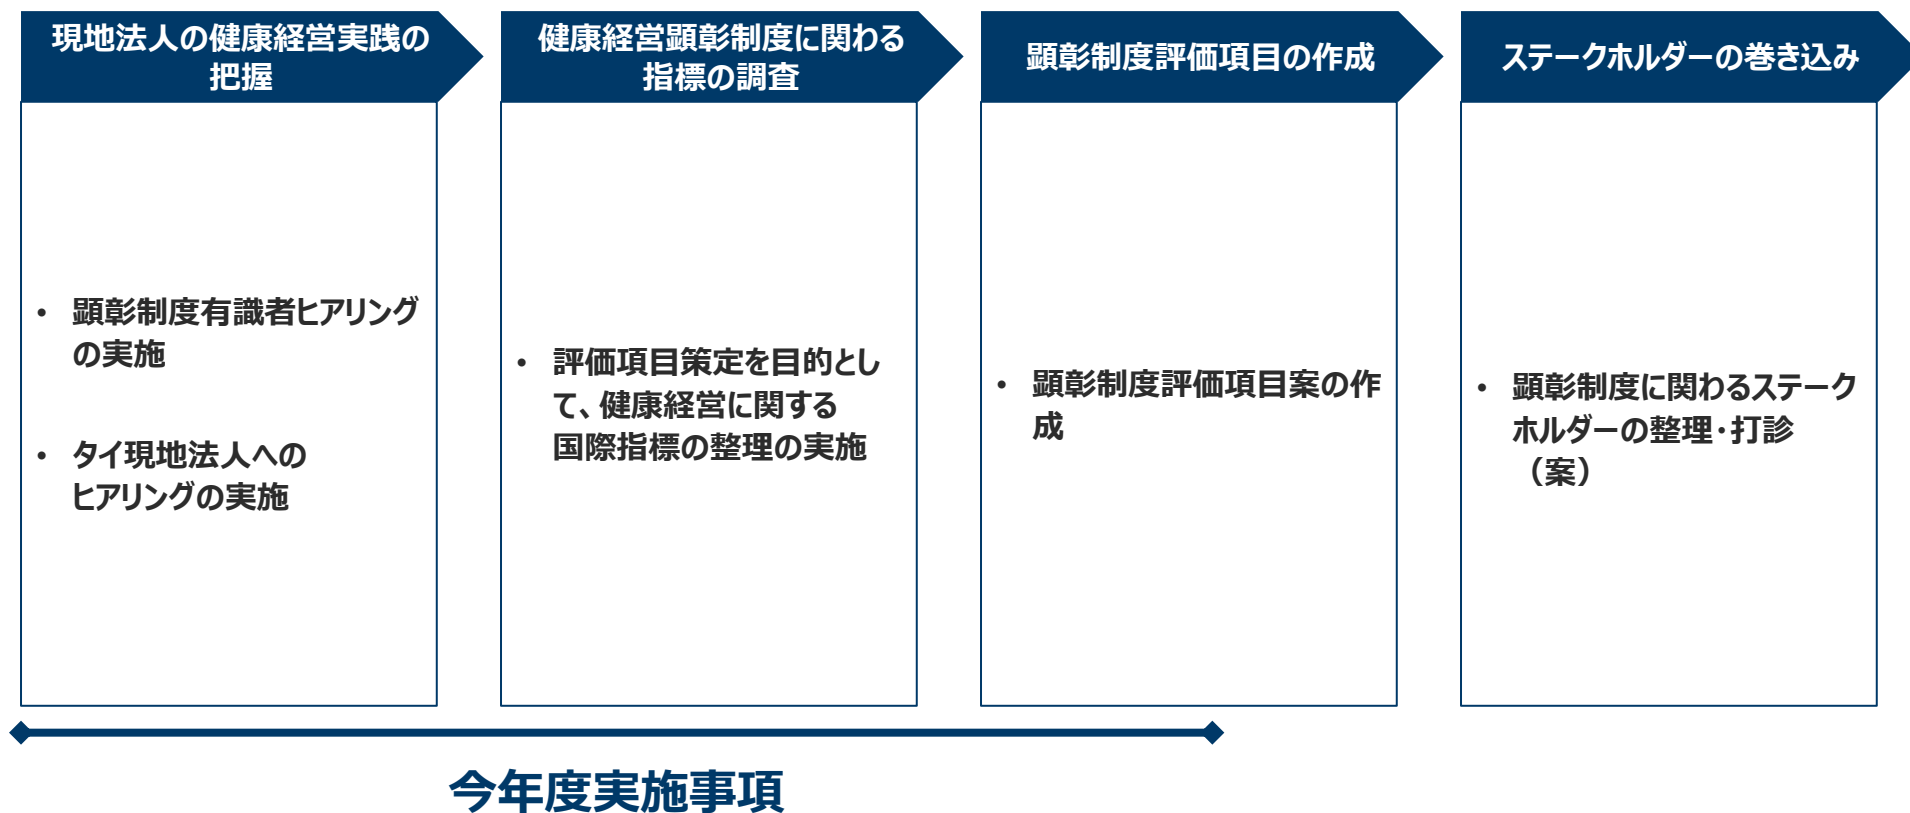 現地法人の健康経営実践の
把握
健康経営顕彰制度に関わる
指標の調査
顕彰制度評価項目の作成
ステークホルダーの巻き込み
• 顕彰制度有識者ヒアリング
の実施
• タイ現地法人への
ヒアリングの実施
• 評価項目策定を目的とし
て、健康経営に関する
国際指標の整理の実施
• 顕彰制度評価項目案の作
成
• 顕彰制度に関わるステーク
ホルダーの整理・打診
（案）
今年度実施事項